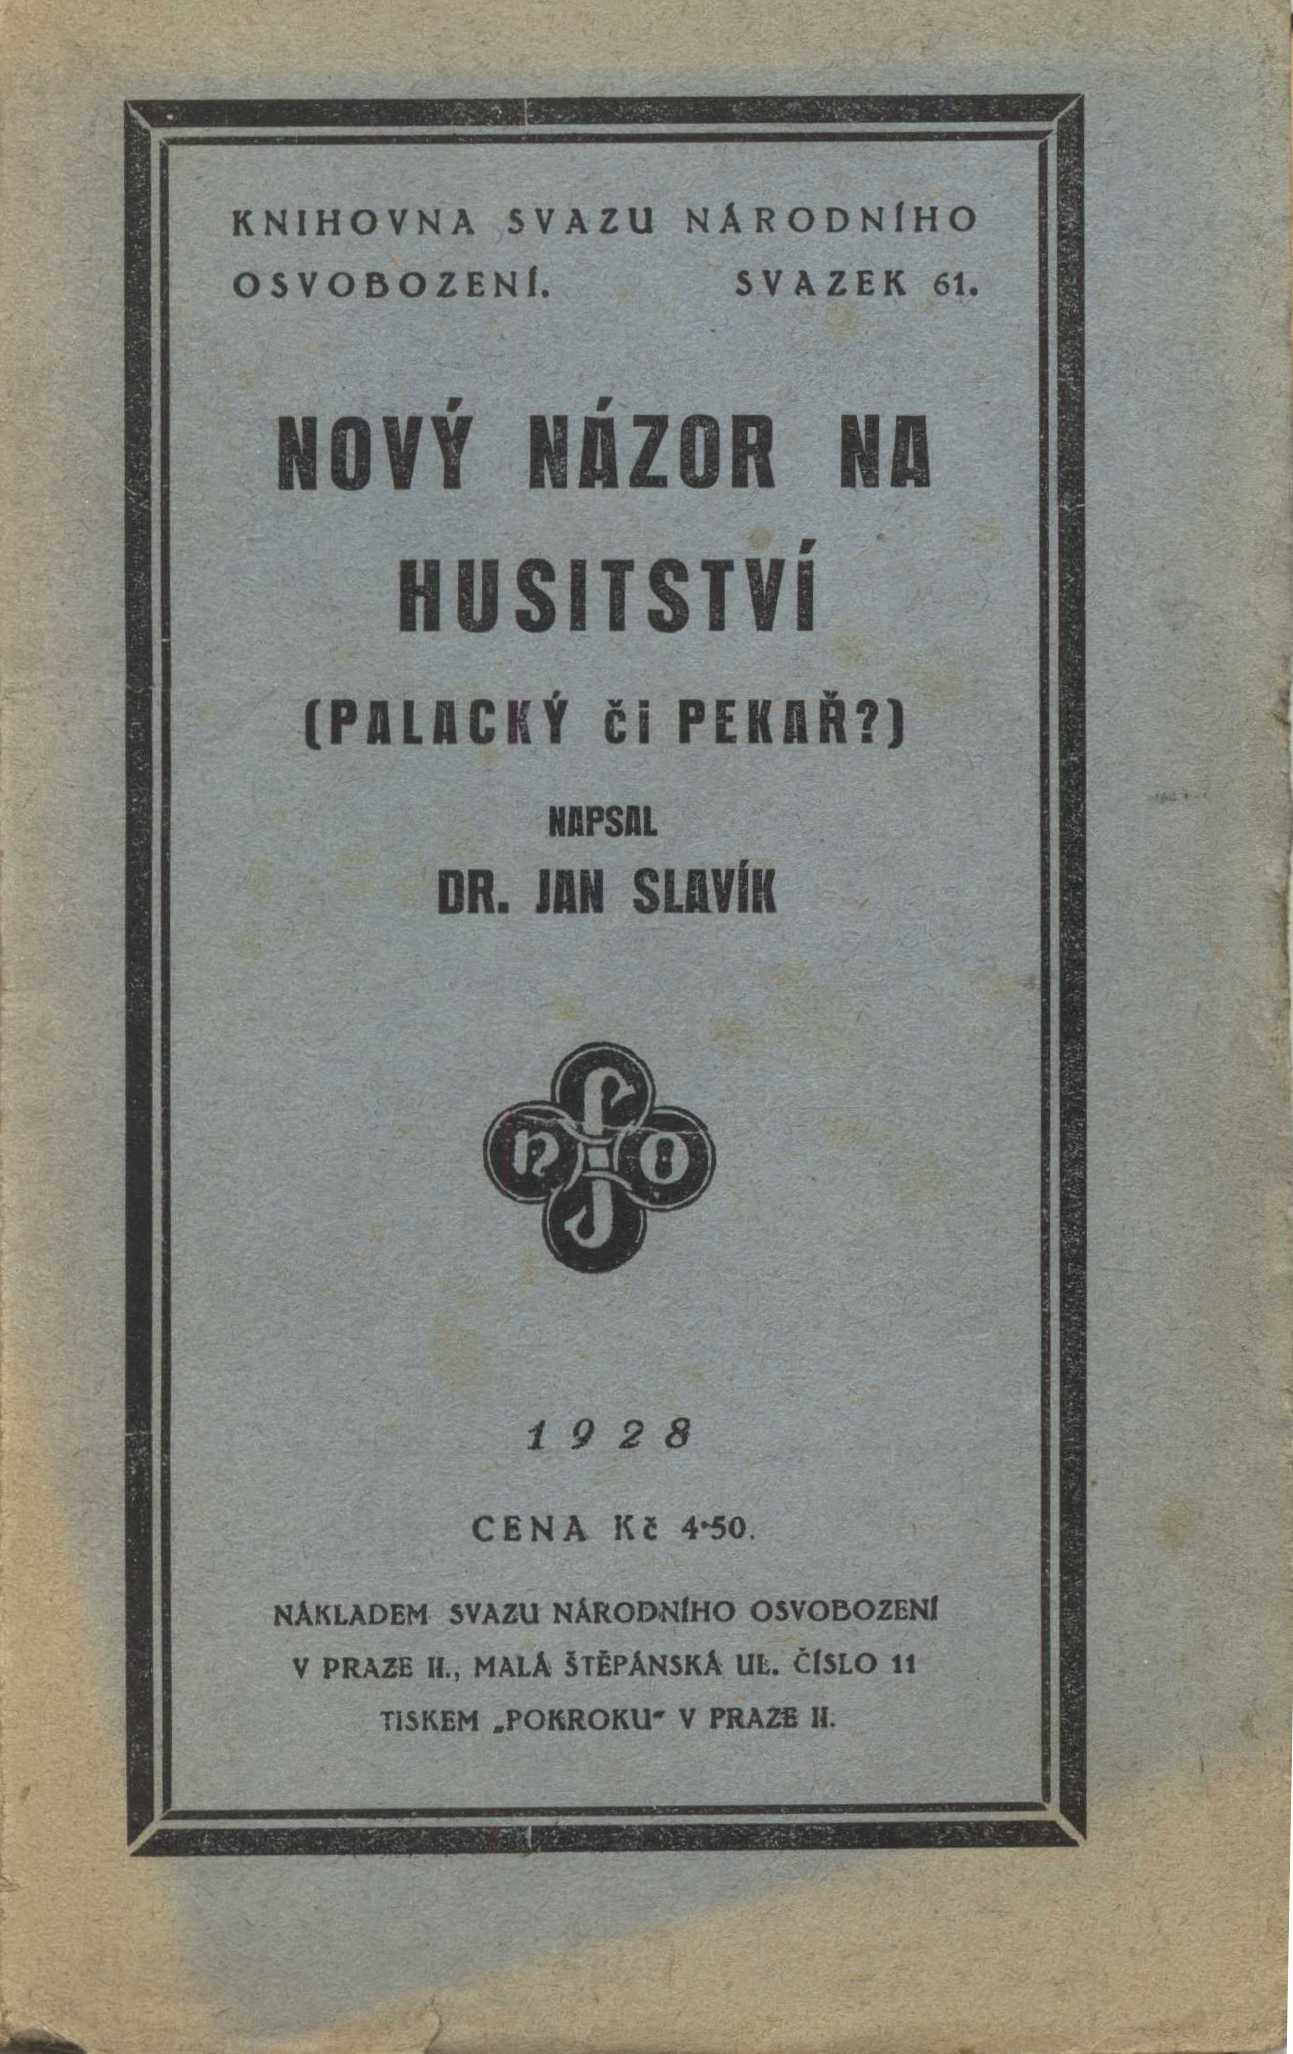 KNIHOVNA SVAZU NÁRODNÍHO
OSVOBOZENÍ. SVAZEK 61.
NOVÝ NÁZOR NA
HUSITSTVÍ
(PALACKÝ či PEKAŘ?)
NAPSAL
DR. JAN SLAVÍK
S
n O
J
1928
CENA Kč 4·50.
NÁKLADEM SVAZU NÁRODNÍHO OSVOBOZENÍ
V PRAZE II., MALÁ ŠTĚPÁNSKÁ UL. ČÍSLO 11
TISKEM „POKROKU“ V PRAZE II.